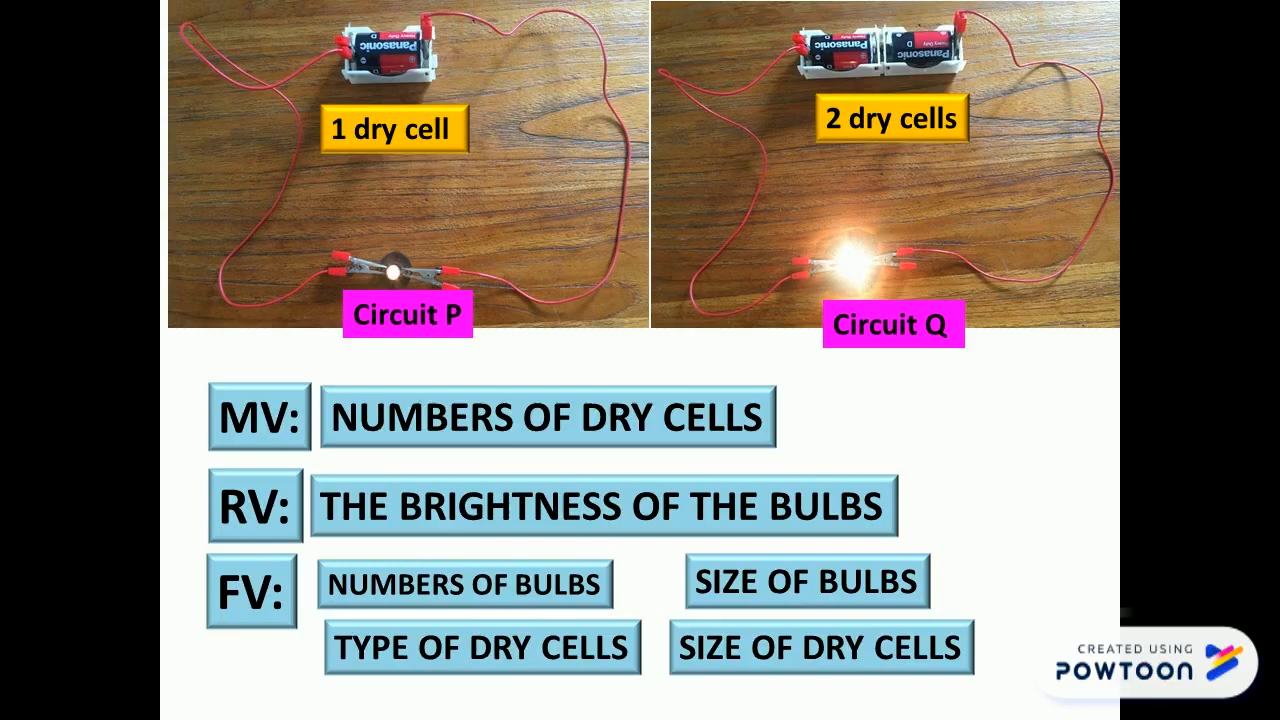 Panasonic
Panasonic
Panasonic
1 dry cell
2 dry cells
Circuit P
Circuit Q
MV: NUMBERS OF DRY CELLS
RV: THE BRIGHTNESS OF THE BULBS
FV: NUMBERS OF BULBS SIZE OF BULBS
TYPE OF DRY CELLS SIZE OF DRY CELLS
CREATED USING
POWTOON